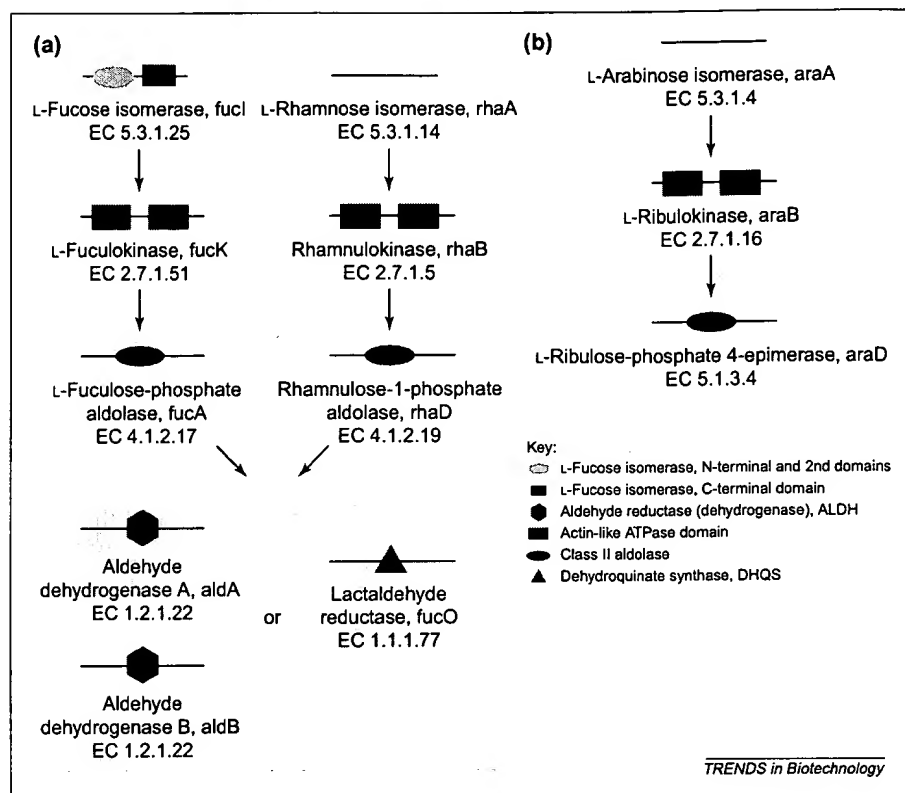 (a)
L-Fucose isomerase, fucI
EC 5.3.1.25
L-Rhamnose isomerase, rhaA
EC 5.3.1.14
L-Fuculokinase, fucK
EC 2.7.1.51
Rhamnulokinase, rhaB
EC 2.7.1.5
L-Fuculose-phosphate
aldolase, fucA
EC 4.1.2.17
Rhamnulose-1-phosphate
aldolase, rhaD
EC 4.1.2.19
Aldehyde
dehydrogenase A, aldA
EC 1.2.1.22
or
Lactaldehyde
reductase, fucO
EC 1.1.1.77
Aldehyde
dehydrogenase B, aldB
EC 1.2.1.22
(b)
L-Arabinose isomerase, araA
EC 5.3.1.4
L-Ribulokinase, araB
EC 2.7.1.16
L-Ribulose-phosphate 4-epimerase, araD
EC 5.1.3.4
Key:
L-Fucose isomerase, N-terminal and 2nd domains
L-Fucose isomerase, C-terminal domain
Aldehyde reductase (dehydrogenase), ALDH
Actin-like ATPase domain
Class II aldolase
Dehydroquinate synthase, DHQS
TRENDS in Biotechnology